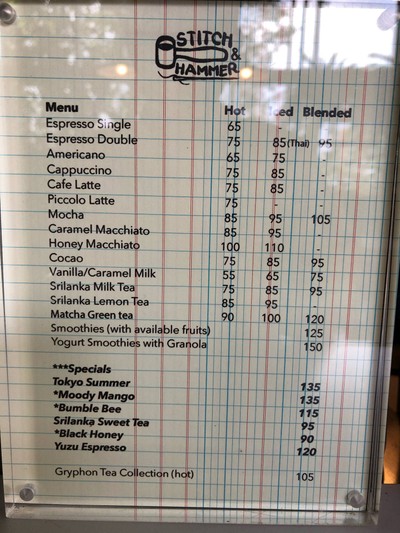 STITCH
&
HAMMER
Menu Hot Iced Blended
Espresso Single 65 -
Espresso Double 75 85(Thai) 95
Americano 65 75 -
Cappuccino 75 85 -
Cafe Latte 75 85 -
Piccolo Latte 75 - -
Mocha 85 95 105
Caramel Macchiato 85 95 -
Honey Macchiato 100 110 -
Cocao 75 85 95
Vanilla/Caramel Milk 55 65 75
Srilanka Milk Tea 75 85 95
Srilanka Lemon Tea 85 95 -
Matcha Green tea 90 100 120
Smoothies (with available fruits) 125
Yogurt Smoothies with Granola 150
***Specials
Tokyo Summer 135
*Moody Mango 135
*Bumble Bee 115
Srilanka Sweet Tea 95
*Black Honey 90
Yuzu Espresso 120
Gryphon Tea Collection (hot) 105